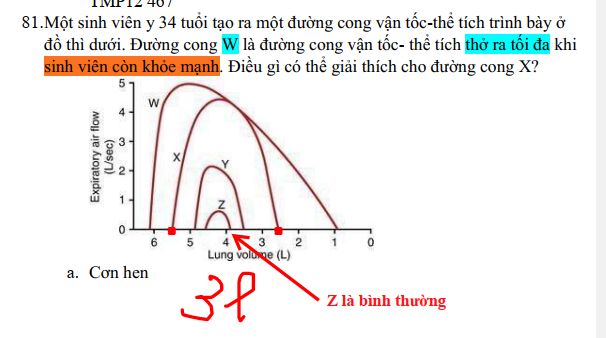 81.Một sinh viên y 34 tuổi tạo ra một đường cong vận tốc-thể tích trình bày ở
đồ thì dưới. Đường cong W là đường cong vận tốc- thể tích thở ra tối đa khi
sinh viên còn khỏe mạnh. Điều gì có thể giải thích cho đường cong X?
Expiratory air flow
(L/sec)
5
4
3
2
1
0
W
X
Y
Z
6 5 4 3 2 1 0
Lung volume (L)
a. Cơn hen
Z là bình thường